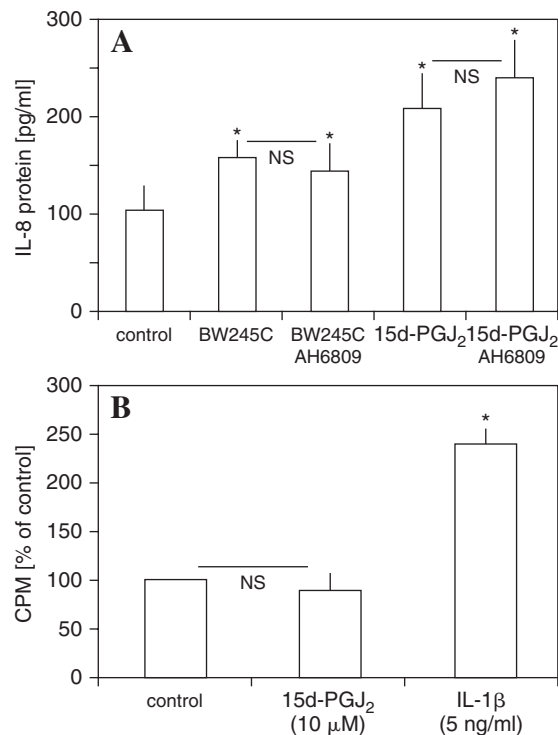 A
IL-8 protein [pg/ml]
300
200
100
0
* * * *
NS NS
control BW245C BW245C 15d-PGJ₂ 15d-PGJ₂
AH6809 AH6809
B
CPM [% of control]
300
250
200
150
100
50
0
*
NS
control 15d-PGJ₂ IL-1β
(10 μM) (5 ng/ml)